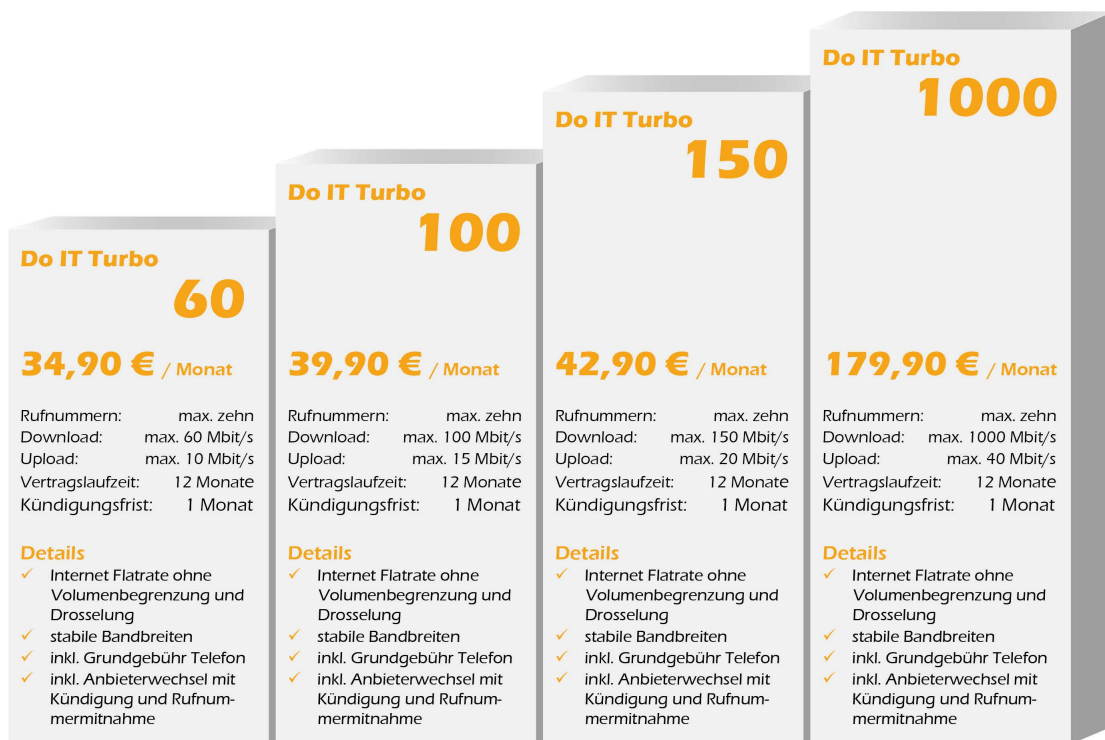 Do IT Turbo
60
34,90 € / Monat
Rufnummern: max. zehn
Download: max. 60 Mbit/s
Upload: max. 10 Mbit/s
Vertragslaufzeit: 12 Monate
Kündigungsfrist: 1 Monat
Details
✓ Internet Flatrate ohne
Volumenbegrenzung und
Drosselung
✓ stabile Bandbreiten
✓ inkl. Grundgebühr Telefon
✓ inkl. Anbieterwechsel mit
Kündigung und Rufnum-
mermitnahme
Do IT Turbo
100
39,90 € / Monat
Rufnummern: max. zehn
Download: max. 100 Mbit/s
Upload: max. 15 Mbit/s
Vertragslaufzeit: 12 Monate
Kündigungsfrist: 1 Monat
Details
✓ Internet Flatrate ohne
Volumenbegrenzung und
Drosselung
✓ stabile Bandbreiten
✓ inkl. Grundgebühr Telefon
✓ inkl. Anbieterwechsel mit
Kündigung und Rufnum-
mermitnahme
Do IT Turbo
150
42,90 € / Monat
Rufnummern: max. zehn
Download: max. 150 Mbit/s
Upload: max. 20 Mbit/s
Vertragslaufzeit: 12 Monate
Kündigungsfrist: 1 Monat
Details
✓ Internet Flatrate ohne
Volumenbegrenzung und
Drosselung
✓ stabile Bandbreiten
✓ inkl. Grundgebühr Telefon
✓ inkl. Anbieterwechsel mit
Kündigung und Rufnum-
mermitnahme
Do IT Turbo
1000
179,90 € / Monat
Rufnummern: max. zehn
Download: max. 1000 Mbit/s
Upload: max. 40 Mbit/s
Vertragslaufzeit: 12 Monate
Kündigungsfrist: 1 Monat
Details
✓ Internet Flatrate ohne
Volumenbegrenzung und
Drosselung
✓ stabile Bandbreiten
✓ inkl. Grundgebühr Telefon
✓ inkl. Anbieterwechsel mit
Kündigung und Rufnum-
mermitnahme